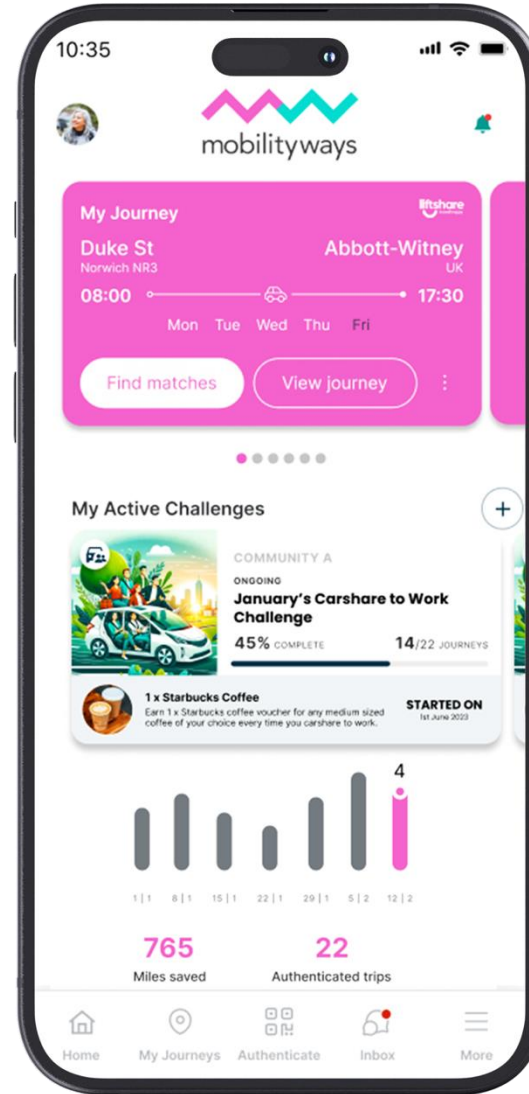 10:35
mobilityways
My Journey
liftshare
Duke St
Abbott-Witney
Norwich NR3
UK
08:00
17:30
Mon Tue Wed Thu Fri
Find matches
View journey
My Active Challenges
+
COMMUNITY A
ONGOING
January's Carshare to Work
Challenge
45% COMPLETE
14/22 JOURNEYS
1 x Starbucks Coffee
Earn 1 x Starbucks coffee voucher for any medium sized
coffee of your choice every time you carshare to work.
STARTED ON
1st June 2023
4
1|1 8|1 15|1 22|1 29|1 5|2 12|2
765
22
Miles saved
Authenticated trips
Home My Journeys Authenticate Inbox More